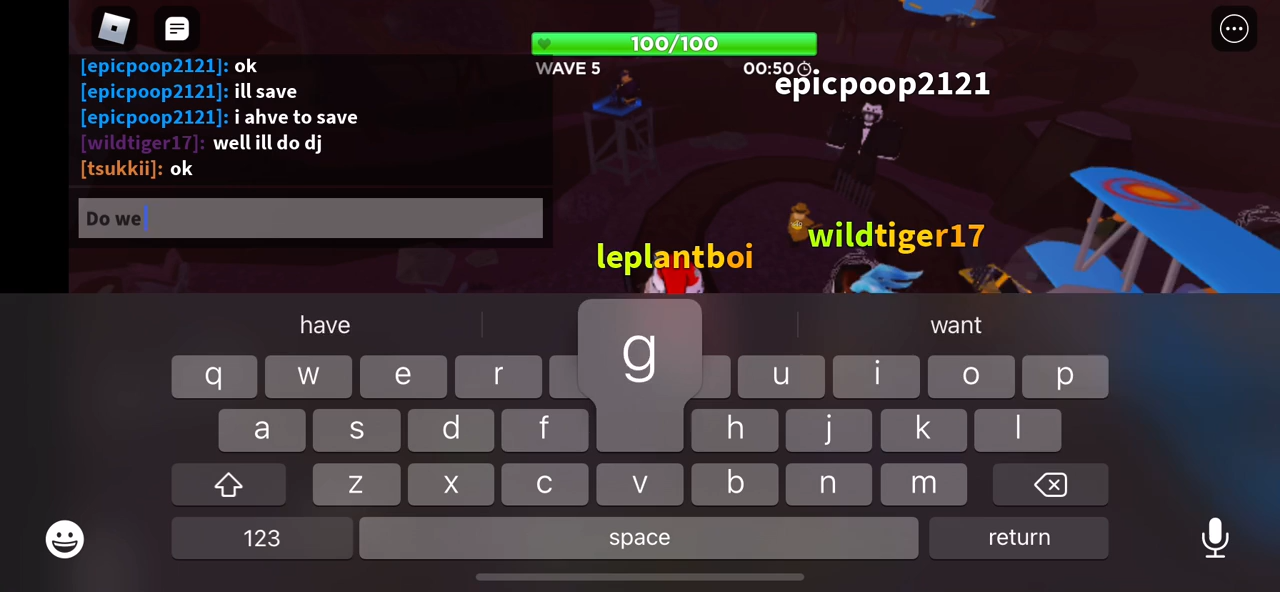 100/100
WAVE 5 00:50
[epicpoop2121]: ok
[epicpoop2121]: ill save
[epicpoop2121]: i ahve to save
[wildtiger17]: well ill do dj
[tsukkii]: ok
Do we
epicpoop2121
wildtiger17
leplantboi
have want
g
q w e r u i o p
a s d f h j k l
z x c v b n m
123 space return